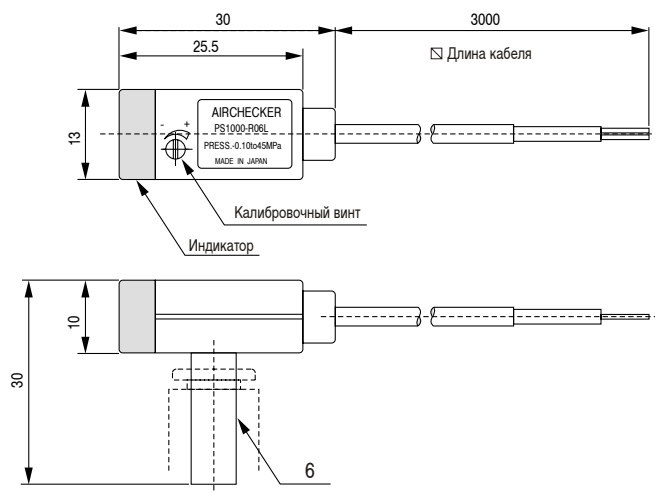 30
3000
25.5
Длина кабеля
13
- +
AIRCHECKER
PS1000-R06L
PRESS.-0.10to45MPa
MADE IN JAPAN
Калибровочный винт
Индикатор
10
30
6